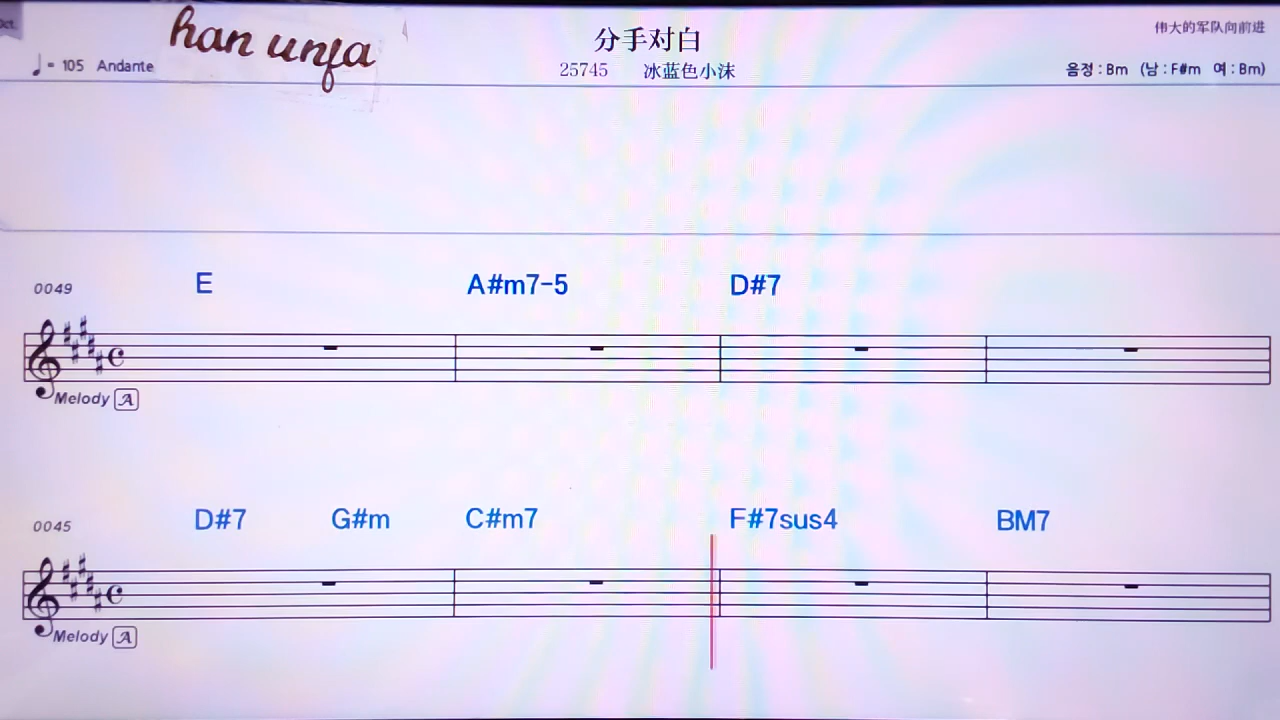 han unfa
分手对白
伟大的军队向前进
♩= 105 Andante
25745 冰蓝色小沫
음정 : Bm (남 : F#m 여 : Bm)
0049 E A#m7-5 D#7
Melody A
0045 D#7 G#m C#m7 F#7sus4 BM7
Melody A